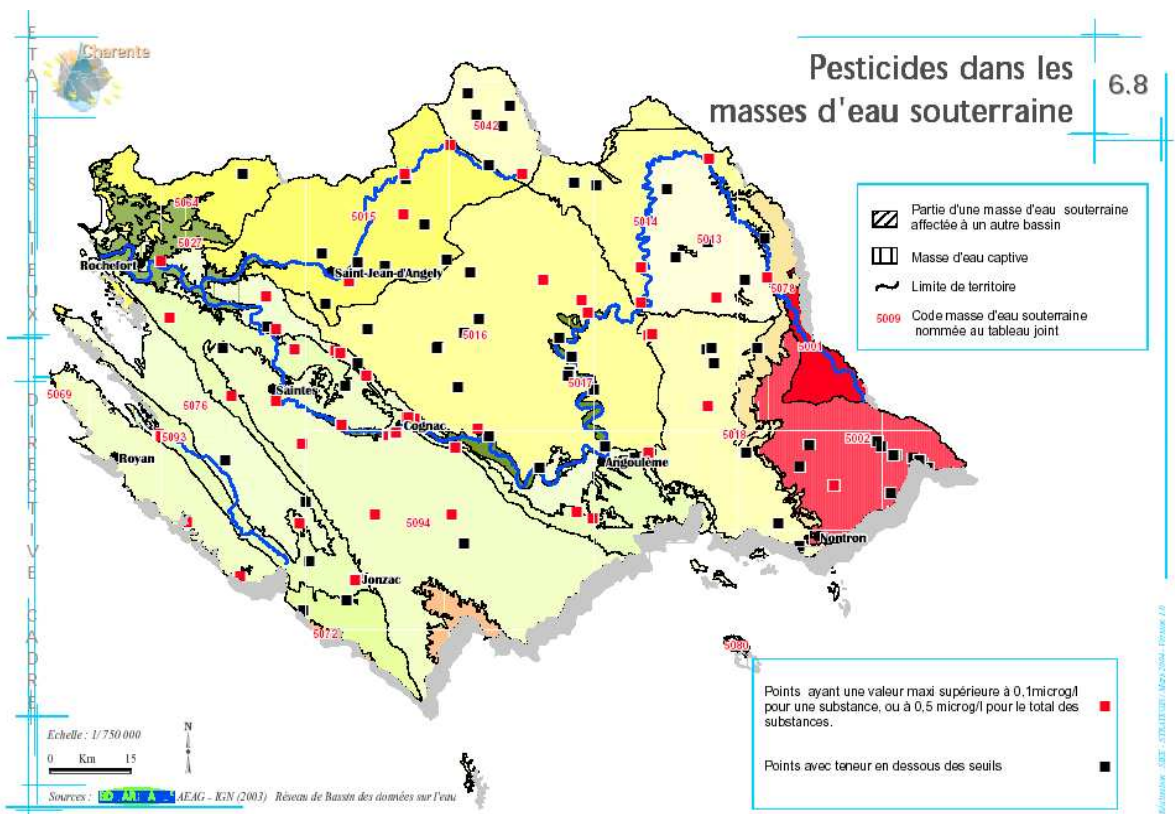 ETAT DES LIEUX DIRECTIVE CADRE
Charente
Pesticides dans les
masses d'eau souterraine
6.8
Partie d'une masse d'eau souterraine
affectée à un autre bassin
Masse d'eau captive
Limite de territoire
5009
Code masse d'eau souterraine
nommée au tableau joint
5042
5064
5015
5027
5014
5013
Rochefort
Saint-Jean-d'Angely
5078
5016
5001
5069
5076
Saintes
5017
5093
Cognac
5018
5002
Royan
Angoulème
5094
Nontron
Jonzac
5072
5080
Points ayant une valeur maxi supérieure à 0,1microg/l
pour une substance, ou à 0,5 microg/l pour le total des
substances.
Points avec teneur en dessous des seuils
Echelle : 1/ 750 000
N
0 Km 15
Sources : AEAG - IGN (2003) Réseau de Bassin des données sur l'eau